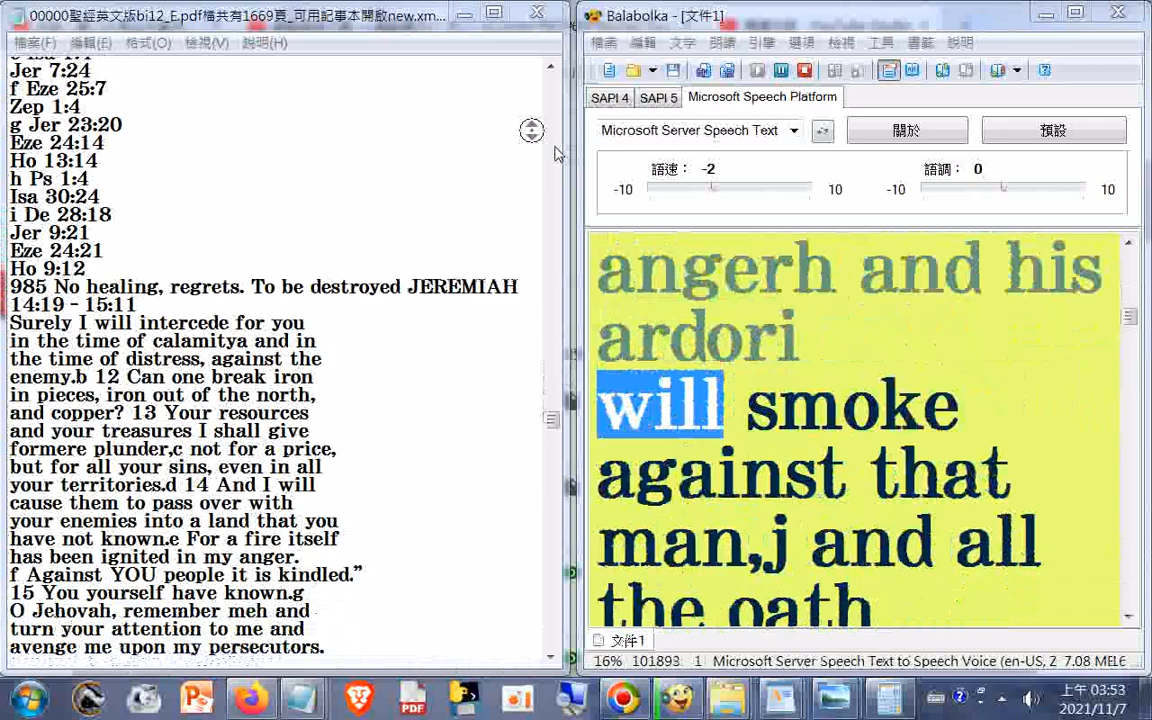 00000聖經英文版bi12_E.pdf檔共有1669頁_可用記事本開啟new.xm...
檔案(F) 編輯(E) 格式(O) 檢視(V) 說明(H)
Jer 7:24
f Eze 25:7
Zep 1:4
g Jer 23:20
Eze 24:14
Ho 13:14
h Ps 1:4
Isa 30:24
i De 28:18
Jer 9:21
Eze 24:21
Ho 9:12
985 No healing, regrets. To be destroyed JEREMIAH
14:19 - 15:11
Surely I will intercede for you
in the time of calamitya and in
the time of distress, against the
enemy.b 12 Can one break iron
in pieces, iron out of the north,
and copper? 13 Your resources
and your treasures I shall give
formere plunder,c not for a price,
but for all your sins, even in all
your territories.d 14 And I will
cause them to pass over with
your enemies into a land that you
have not known.e For a fire itself
has been ignited in my anger.
f Against YOU people it is kindled.”
15 You yourself have known.g
O Jehovah, remember meh and
turn your attention to me and
avenge me upon my persecutors.
Balabolka - [文件1]
檔案 編輯 文字 朗讀 引擎 選項 檢視 工具 書籤 說明
SAPI 4 SAPI 5 Microsoft Speech Platform
Microsoft Server Speech Text 關於 預設
語速： -2 語調： 0
-10 10 -10 10
angerh and his
ardori
will smoke
against that
man,j and all
the oath
文件1
16% 101893 1 Microsoft Server Speech Text to Speech Voice (en-US, 2 7.08 МЕL6
上午 03:53
2021/11/7